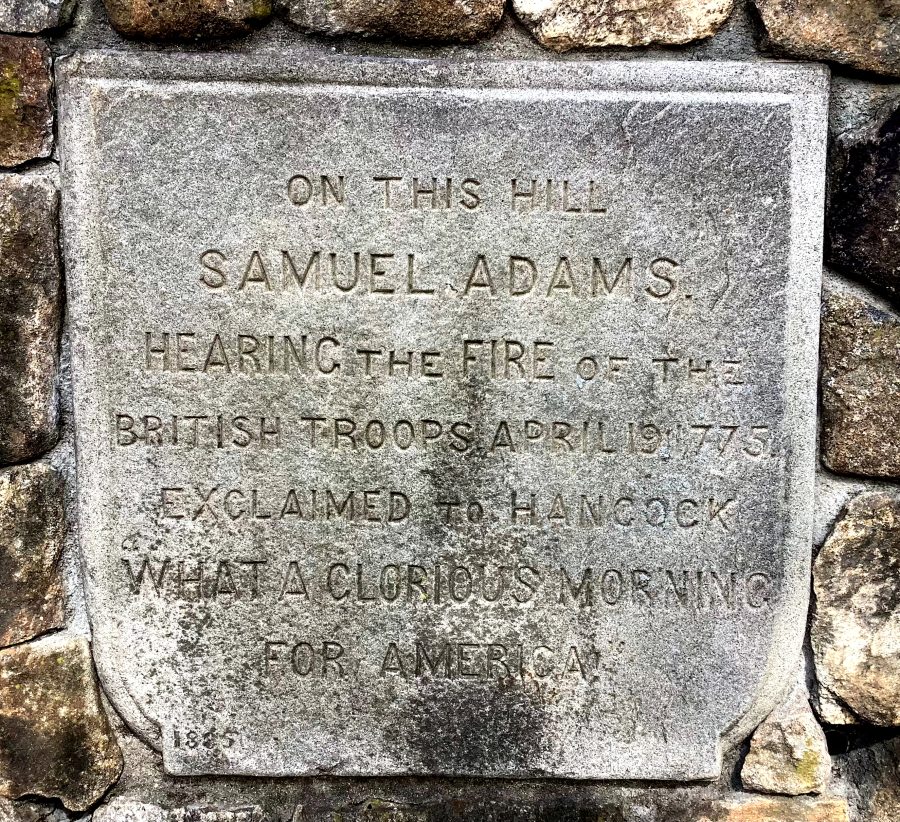 ON THIS HILL
SAMUEL ADAMS.
HEARING THE FIRE OF THE
BRITISH TROOPS APRIL 19 1775.
EXCLAIMED TO HANCOCK
WHAT A GLORIOUS MORNING
FOR AMERICA!
1885